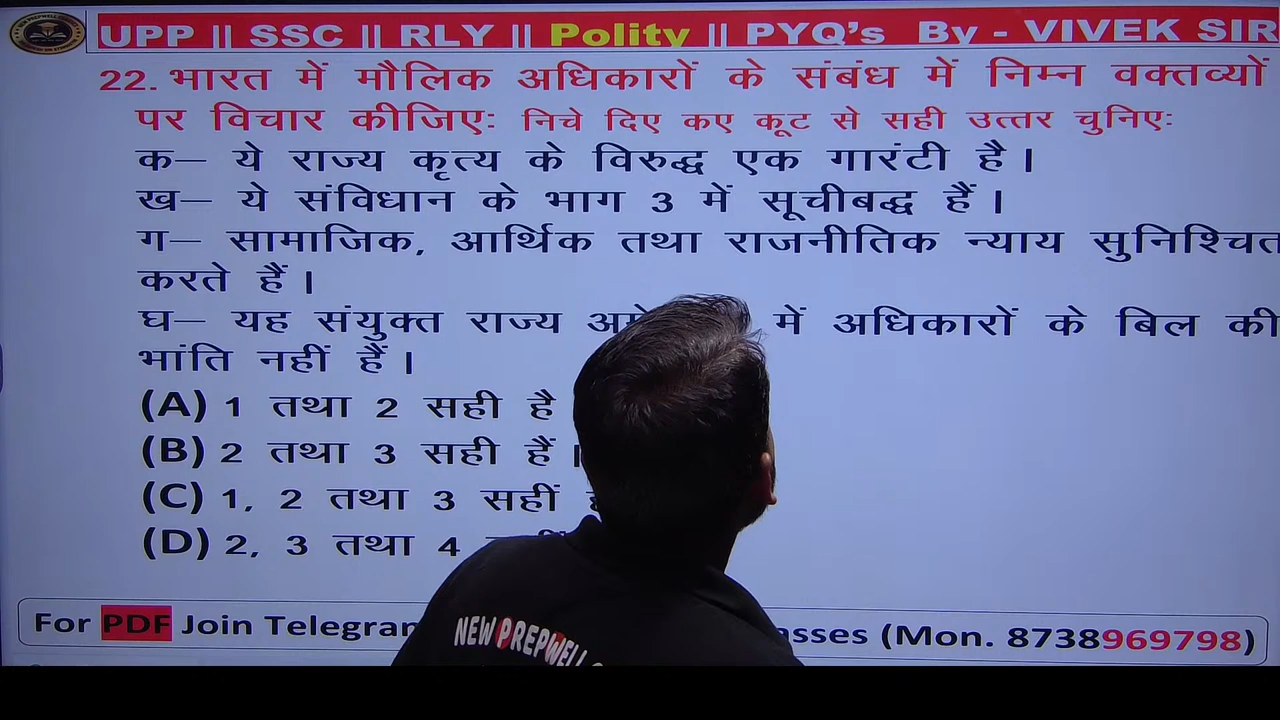 UPP || SSC || RLY || Polity || PYQ's By - VIVEK SIR
22. भारत में मौलिक अधिकारों के संबंध में निम्न वक्तव्यों
पर विचार कीजिएः निचे दिए कए कूट से सही उत्तर चुनिएः
क– ये राज्य कृत्य के विरुद्ध एक गारंटी है।
ख– ये संविधान के भाग 3 में सूचीबद्ध हैं।
ग– सामाजिक, आर्थिक तथा राजनीतिक न्याय सुनिश्चित
करते हैं।
घ– यह संयुक्त राज्य में अधिकारों के बिल की
भांति नहीं हैं।
(A) 1 तथा 2 सही है
(B) 2 तथा 3 सही हैं।
(C) 1, 2 तथा 3 सहीं
(D) 2, 3 तथा 4
For PDF Join Telegram (Mon. 8738969798)
NEW PREPWELL